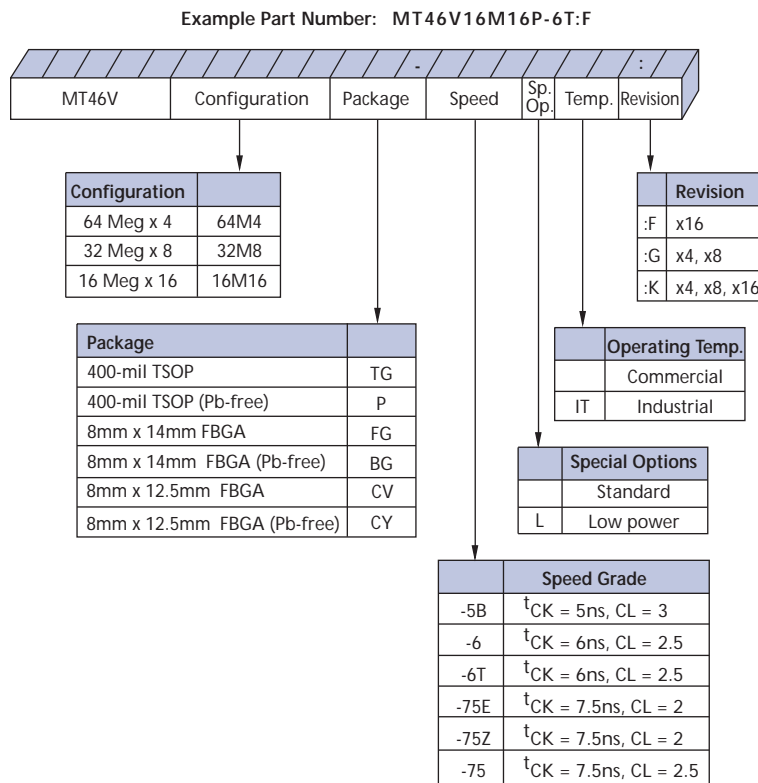 Example Part Number: MT46V16M16P-6T:F
- :
MT46V Configuration Package Speed Sp. Op. Temp. Revision
Configuration
64 Meg x 4 64M4
32 Meg x 8 32M8
16 Meg x 16 16M16
Revision
:F x16
:G x4, x8
:K x4, x8, x16
Package
400-mil TSOP TG
400-mil TSOP (Pb-free) P
8mm x 14mm FBGA FG
8mm x 14mm FBGA (Pb-free) BG
8mm x 12.5mm FBGA CV
8mm x 12.5mm FBGA (Pb-free) CY
Operating Temp.
Commercial
IT Industrial
Special Options
Standard
L Low power
Speed Grade
-5B tCK = 5ns, CL = 3
-6 tCK = 6ns, CL = 2.5
-6T tCK = 6ns, CL = 2.5
-75E tCK = 7.5ns, CL = 2
-75Z tCK = 7.5ns, CL = 2
-75 tCK = 7.5ns, CL = 2.5